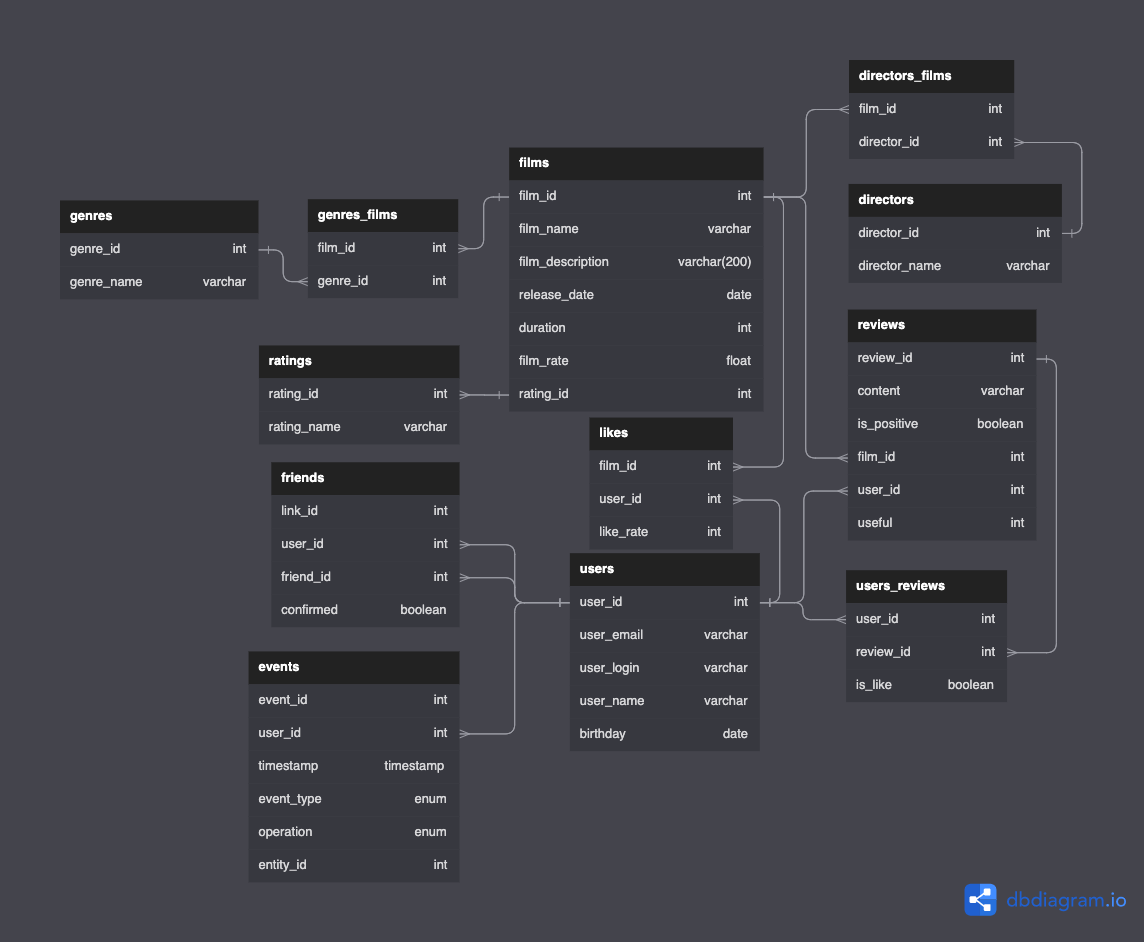 directors_films
film_id int
director_id int
directors
director_id int
director_name varchar
films
film_id int
film_name varchar
film_description varchar(200)
release_date date
duration int
film_rate float
rating_id int
genres
genre_id int
genre_name varchar
genres_films
film_id int
genre_id int
ratings
rating_id int
rating_name varchar
reviews
review_id int
content varchar
is_positive boolean
film_id int
user_id int
useful int
likes
film_id int
user_id int
like_rate int
friends
link_id int
user_id int
friend_id int
confirmed boolean
users
user_id int
user_email varchar
user_login varchar
user_name varchar
birthday date
users_reviews
user_id int
review_id int
is_like boolean
events
event_id int
user_id int
timestamp timestamp
event_type enum
operation enum
entity_id int
dbdiagram.io